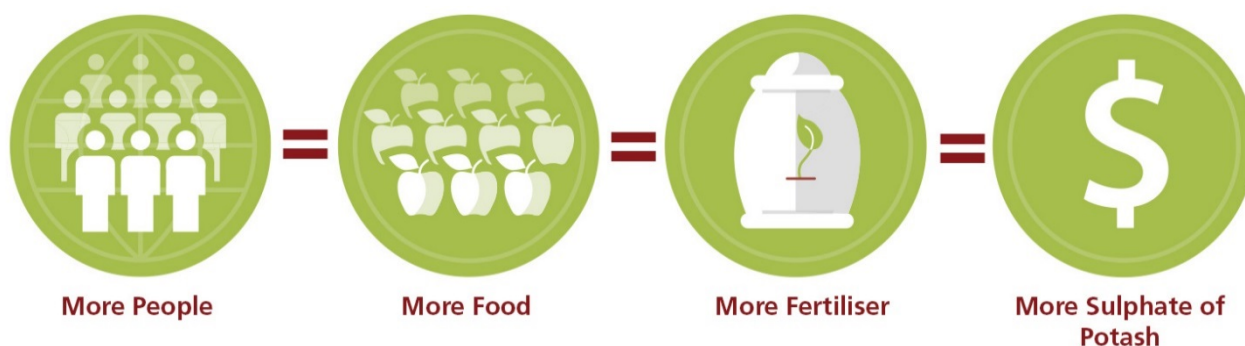 More People
More Food
More Fertiliser
More Sulphate of
Potash
$